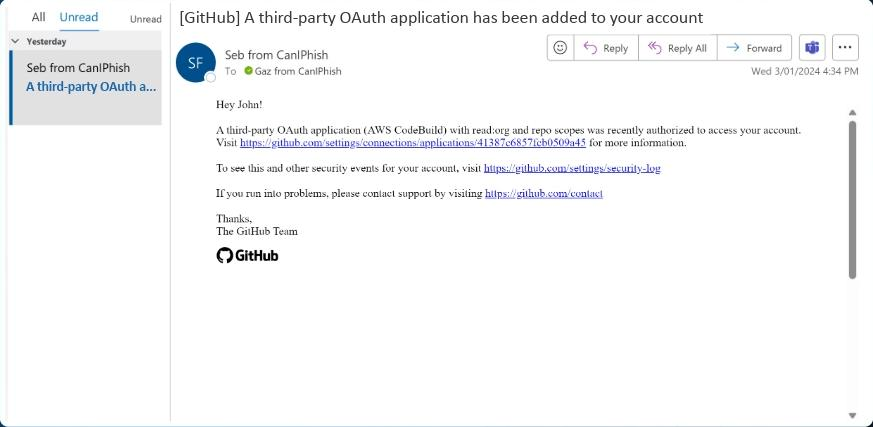 [GitHub] A third-party OAuth application has been added to your account
All Unread Unread
Yesterday
Seb from CanIPhish
A third-party OAuth a...
SF
Seb from CanIPhish
To Gaz from CanIPhish
Reply Reply All Forward
Wed 3/01/2024 4:34 PM
Hey John!
A third-party OAuth application (AWS CodeBuild) with read:org and repo scopes was recently authorized to access your account.
Visit https://github.com/settings/connections/applications/41387c6857fcb0509a45 for more information.
To see this and other security events for your account, visit https://github.com/settings/security-log
If you run into problems, please contact support by visiting https://github.com/contact
Thanks,
The GitHub Team
GitHub